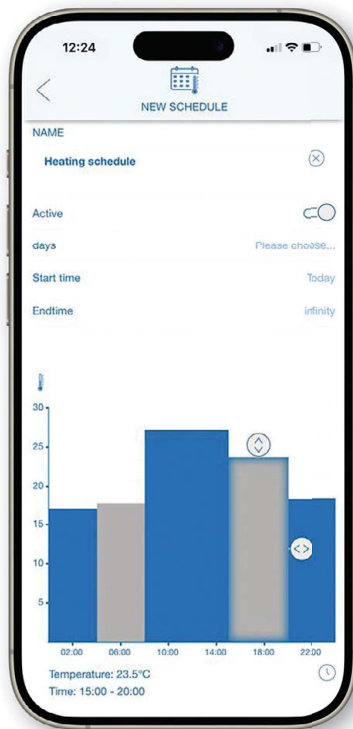 12:24
NEW SCHEDULE
NAME
Heating schedule
Active
days Please choose...
Start time Today
Endtime infinity
30
25
20
15
10
5
02:00 06:00 10:00 14:00 18:00 22:00
Temperature: 23.5°C
Time: 15:00 - 20:00